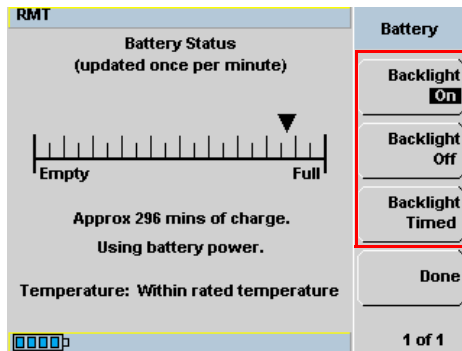 RMT
Battery Status
(updated once per minute)
Empty
Full
Approx 296 mins of charge.
Using battery power.
Temperature: Within rated temperature
Battery
Backlight
On
Backlight
Off
Backlight
Timed
Done
1 of 1